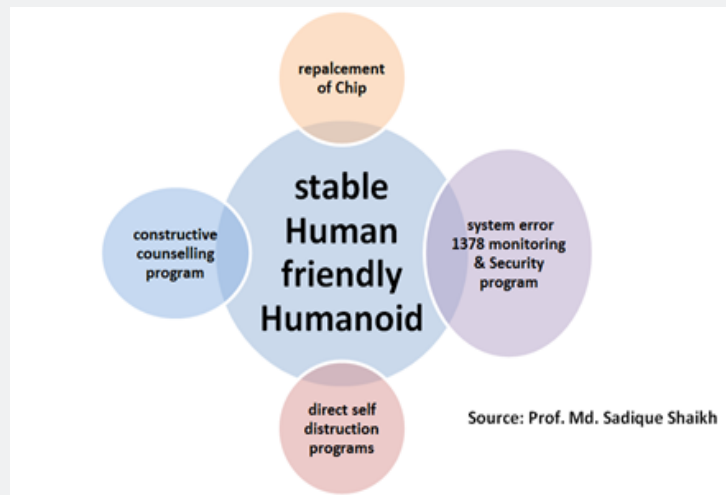 repalcement
of Chip
stable
Human
friendly
Humanoid
constructive
counselling
program
system error
1378 monitoring
& Security
program
direct self
distruction
programs
Source: Prof. Md. Sadique Shaikh